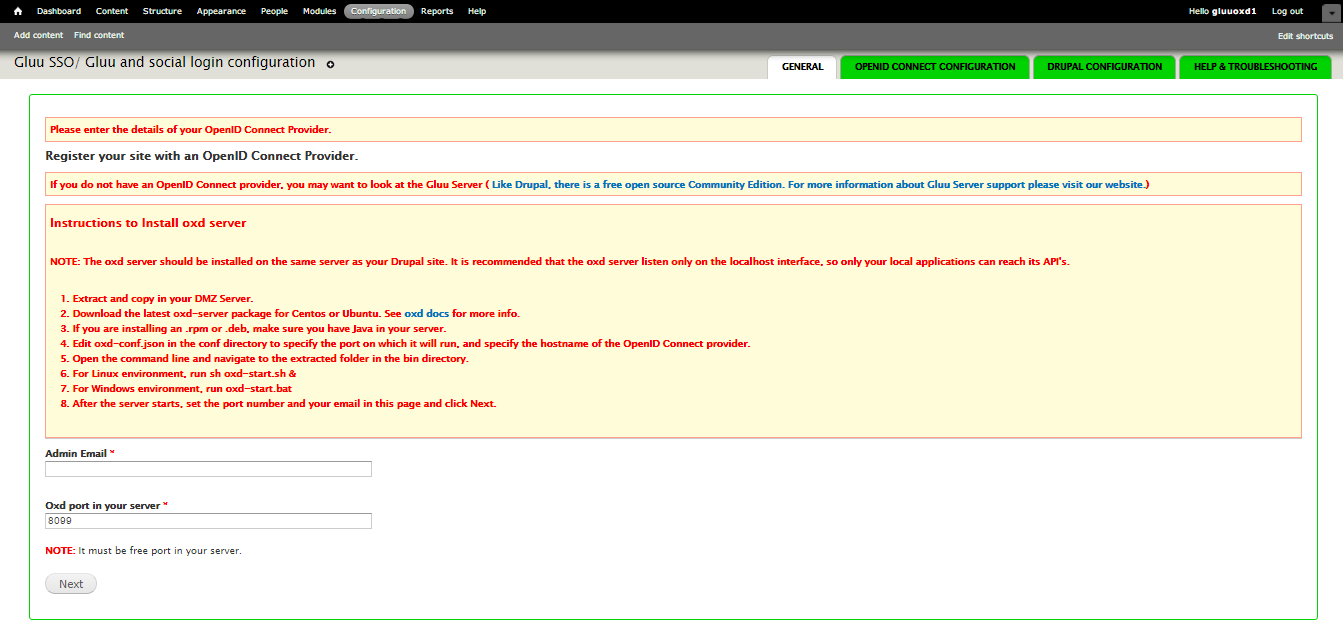 Dashboard Content Structure Appearance People Modules Configuration Reports Help Hello gluuoxd1 Log out
Add content Find content Edit shortcuts
Gluu SSO/ Gluu and social login configuration GENERAL OPENID CONNECT CONFIGURATION DRUPAL CONFIGURATION HELP & TROUBLESHOOTING
Please enter the details of your OpenID Connect Provider.
Register your site with an OpenID Connect Provider.
If you do not have an OpenID Connect provider, you may want to look at the Gluu Server ( Like Drupal, there is a free open source Community Edition. For more information about Gluu Server support please visit our website.)
Instructions to Install oxd server
NOTE: The oxd server should be installed on the same server as your Drupal site. It is recommended that the oxd server listen only on the localhost interface, so only your local applications can reach its API's.
1. Extract and copy in your DMZ Server.
2. Download the latest oxd-server package for Centos or Ubuntu. See oxd docs for more info.
3. If you are installing an .rpm or .deb, make sure you have Java in your server.
4. Edit oxd-conf.json in the conf directory to specify the port on which it will run, and specify the hostname of the OpenID Connect provider.
5. Open the command line and navigate to the extracted folder in the bin directory.
6. For Linux environment, run sh oxd-start.sh &
7. For Windows environment, run oxd-start.bat
8. After the server starts, set the port number and your email in this page and click Next.
Admin Email *
Oxd port in your server *
8099
NOTE: It must be free port in your server.
Next